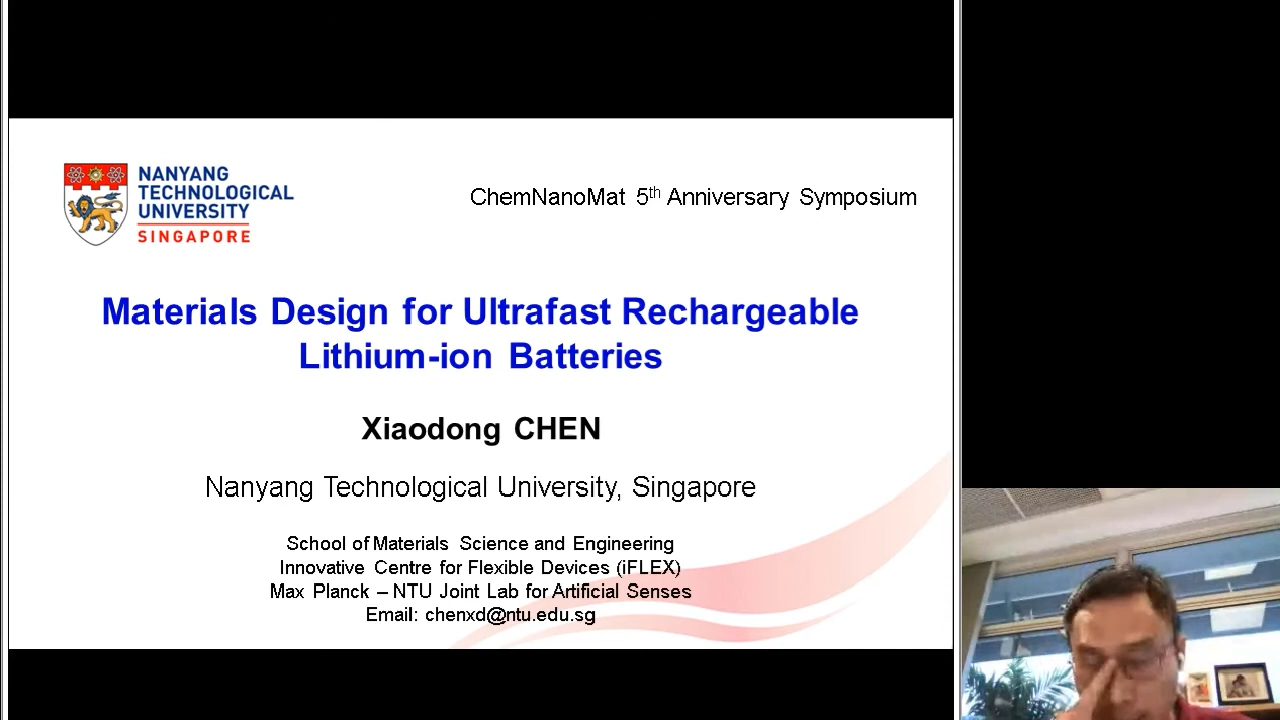 NANYANG
TECHNOLOGICAL
UNIVERSITY
SINGAPORE
ChemNanoMat 5th Anniversary Symposium
Materials Design for Ultrafast Rechargeable
Lithium-ion Batteries
Xiaodong CHEN
Nanyang Technological University, Singapore
School of Materials Science and Engineering
Innovative Centre for Flexible Devices (iFLEX)
Max Planck – NTU Joint Lab for Artificial Senses
Email: chenxd@ntu.edu.sg